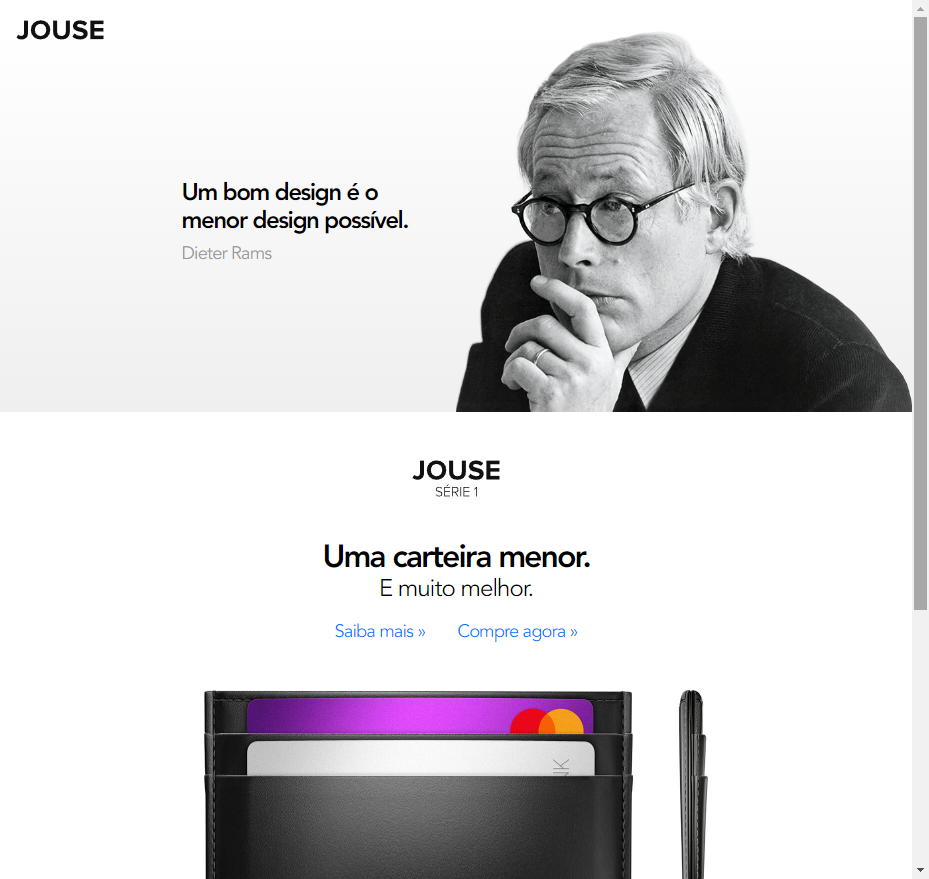 JOUSE
Um bom design é o
menor design possível.
Dieter Rams
JOUSE
SÉRIE 1
Uma carteira menor.
E muito melhor.
Saiba mais » Compre agora »